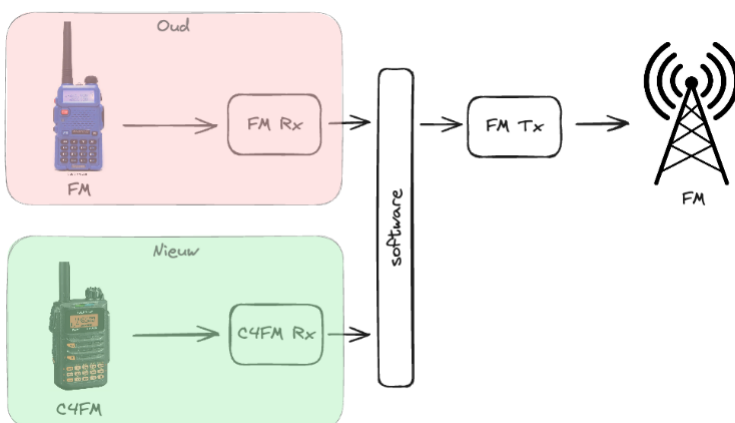 Oud
FM Rx
FM
Nieuw
C4FM Rx
C4FM
software
FM Tx
FM